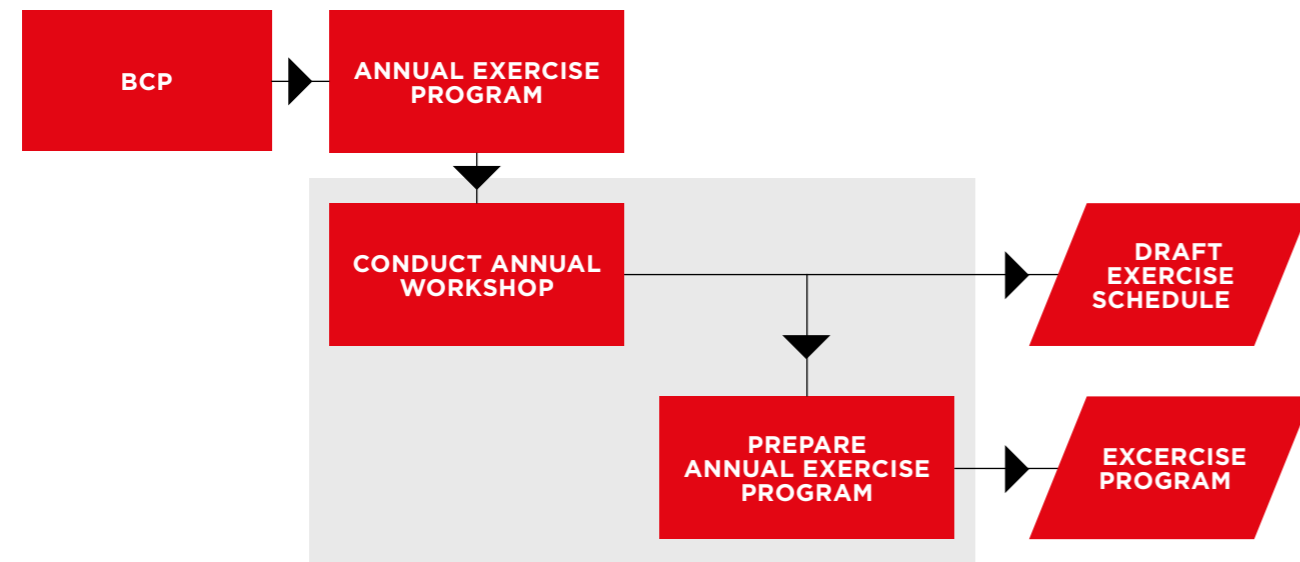 BCP
ANNUAL EXERCISE
PROGRAM
CONDUCT ANNUAL
WORKSHOP
DRAFT
EXERCISE
SCHEDULE
PREPARE
ANNUAL EXERCISE
PROGRAM
EXCERCISE
PROGRAM